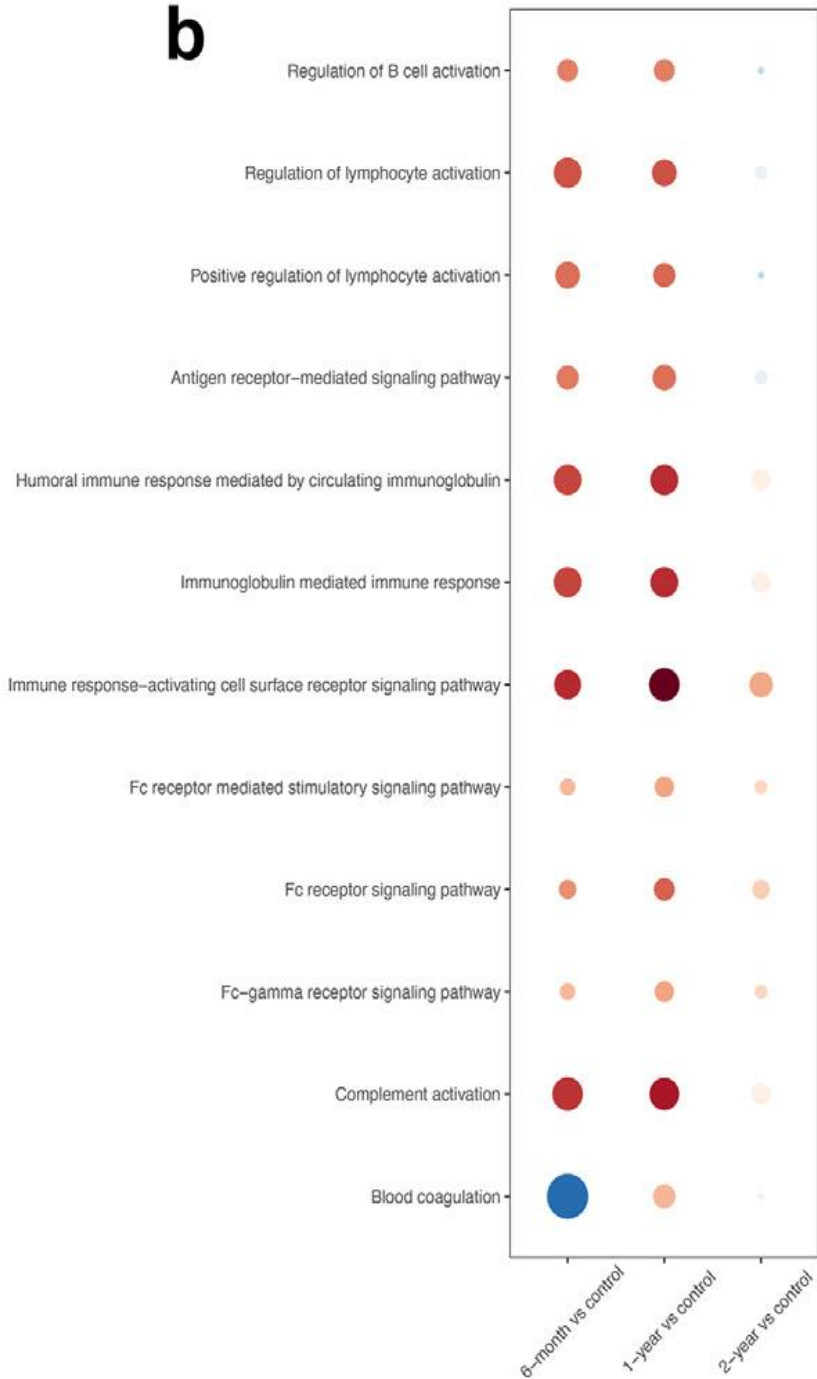 b
Regulation of B cell activation
Regulation of lymphocyte activation
Positive regulation of lymphocyte activation
Antigen receptor−mediated signaling pathway
Humoral immune response mediated by circulating immunoglobulin
Immunoglobulin mediated immune response
Immune response−activating cell surface receptor signaling pathway
Fc receptor mediated stimulatory signaling pathway
Fc receptor signaling pathway
Fc−gamma receptor signaling pathway
Complement activation
Blood coagulation
6−month vs control
1−year vs control
2−year vs control